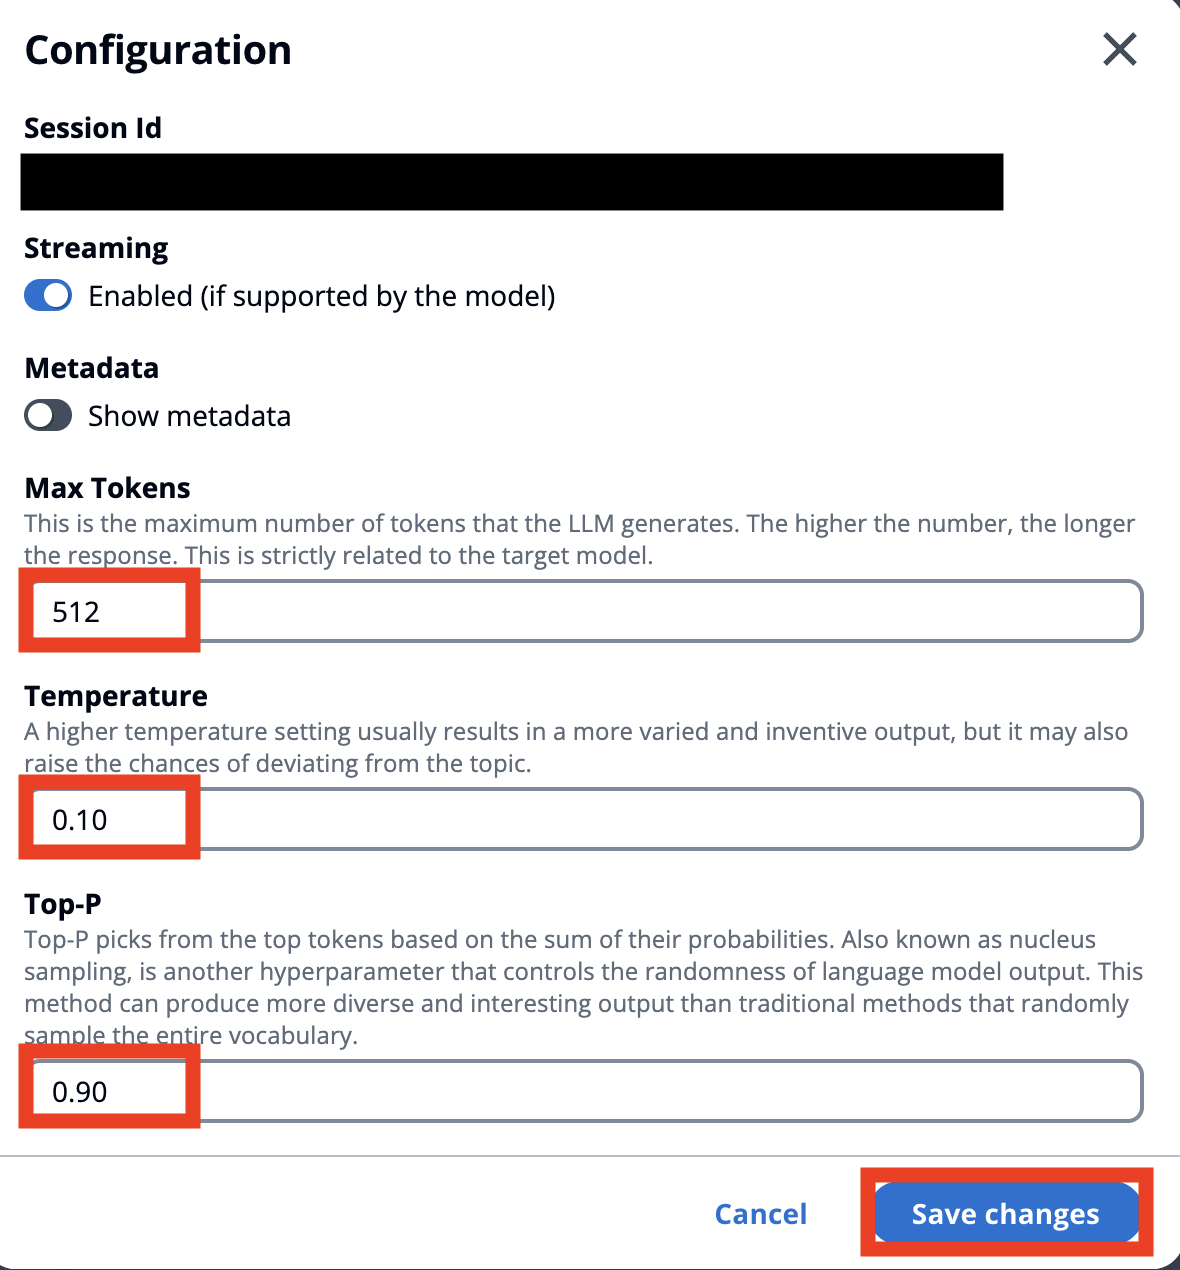 Configuration
Session Id
Streaming
Enabled (if supported by the model)
Metadata
Show metadata
Max Tokens
This is the maximum number of tokens that the LLM generates. The higher the number, the longer
the response. This is strictly related to the target model.
512
Temperature
A higher temperature setting usually results in a more varied and inventive output, but it may also
raise the chances of deviating from the topic.
0.10
Top-P
Top-P picks from the top tokens based on the sum of their probabilities. Also known as nucleus
sampling, is another hyperparameter that controls the randomness of language model output. This
method can produce more diverse and interesting output than traditional methods that randomly
sample the entire vocabulary.
0.90
Cancel
Save changes